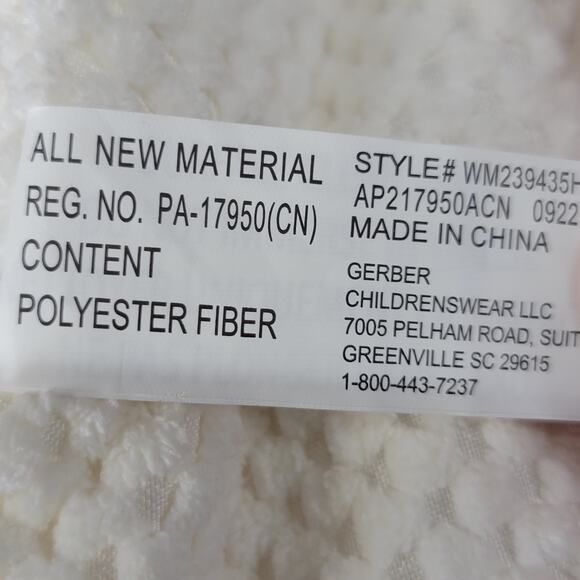 ALL NEW MATERIAL
REG. NO. PA-17950(CN)
CONTENT
POLYESTER FIBER
STYLE# WM239435H
AP217950ACN 0922
MADE IN CHINA
GERBER
CHILDRENSWEAR LLC
7005 PELHAM ROAD, SUIT
GREENVILLE SC 29615
1-800-443-7237